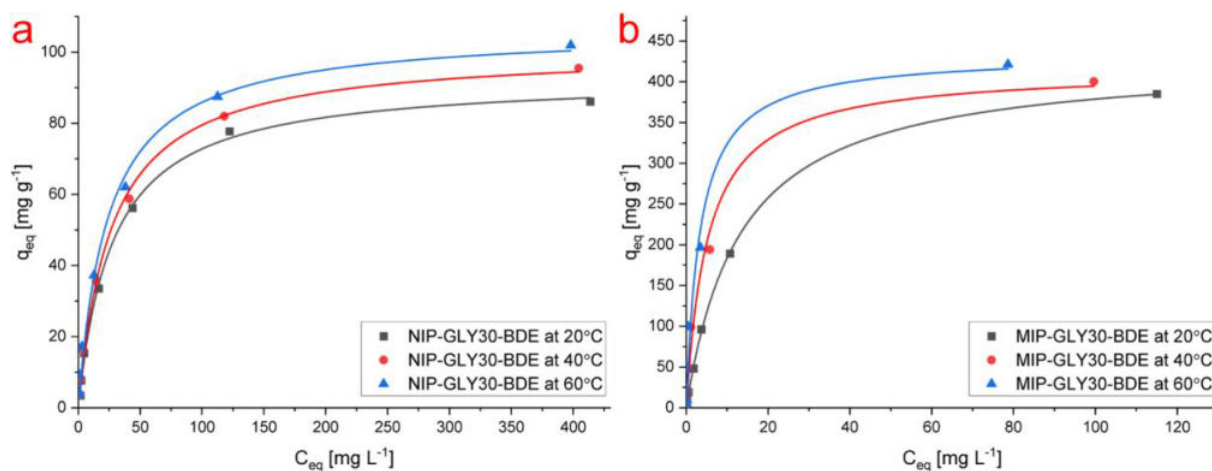 a
q_eq [mg g⁻¹]
100
80
60
40
20
0
0 50 100 150 200 250 300 350 400
C_eq [mg L⁻¹]
NIP-GLY30-BDE at 20°C
NIP-GLY30-BDE at 40°C
NIP-GLY30-BDE at 60°C
b
q_eq [mg g⁻¹]
450
400
350
300
250
200
150
100
50
0
0 20 40 60 80 100 120
C_eq [mg L⁻¹]
MIP-GLY30-BDE at 20°C
MIP-GLY30-BDE at 40°C
MIP-GLY30-BDE at 60°C